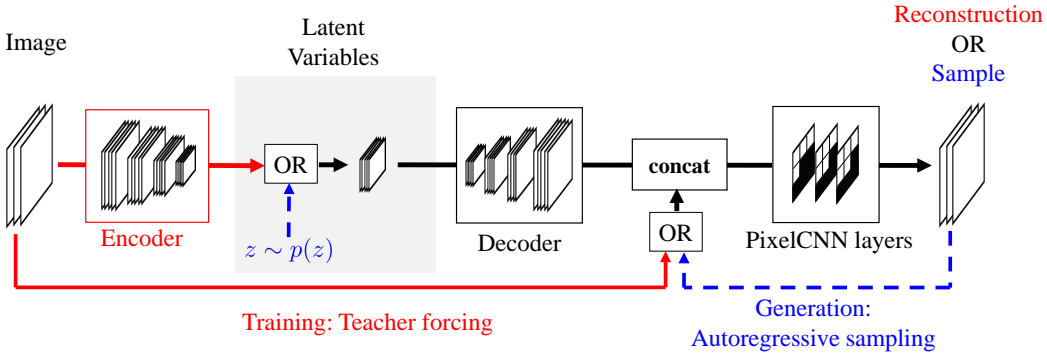 Image
Latent
Variables
Reconstruction
OR
Sample
OR
concat
Encoder
z ∼ p(z)
Decoder
OR
PixelCNN layers
Training: Teacher forcing
Generation:
Autoregressive sampling